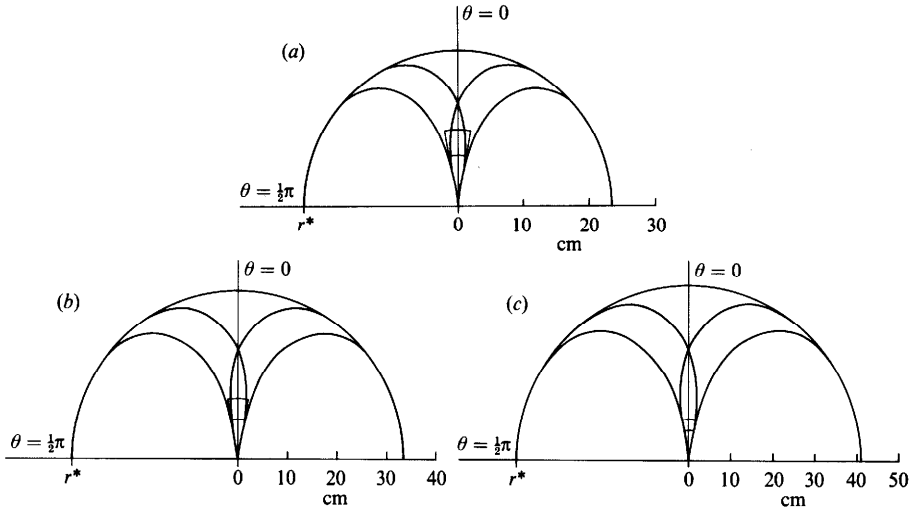 θ = 0
(a)
θ = ½π
r*
0 10 20 30
cm
θ = 0
(b)
θ = ½π
r*
0 10 20 30 40
cm
θ = 0
(c)
θ = ½π
r*
0 10 20 30 40 50
cm